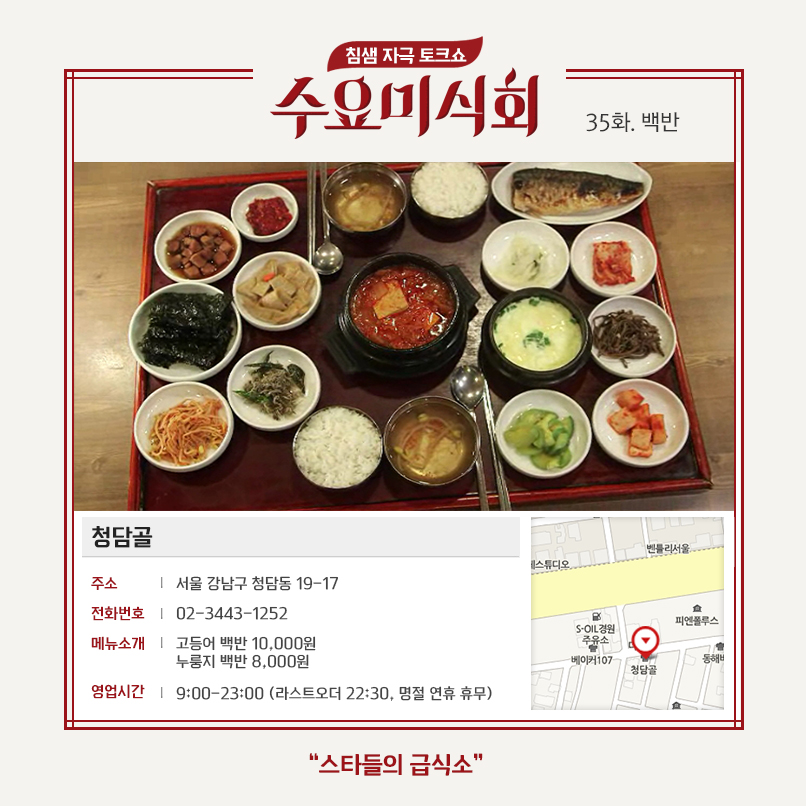 침샘 자극 토크쇼
수요미식회
35화. 백반
청담골
주소 | 서울 강남구 청담동 19-17
전화번호 | 02-3443-1252
메뉴소개 | 고등어 백반 10,000원
누룽지 백반 8,000원
영업시간 | 9:00-23:00 (라스트오더 22:30, 명절 연휴 휴무)
벤틀리서울
스튜디오
피엔폴루스
S-OIL경원
주유소
베이커107
동해
청담골
“스타들의 급식소”